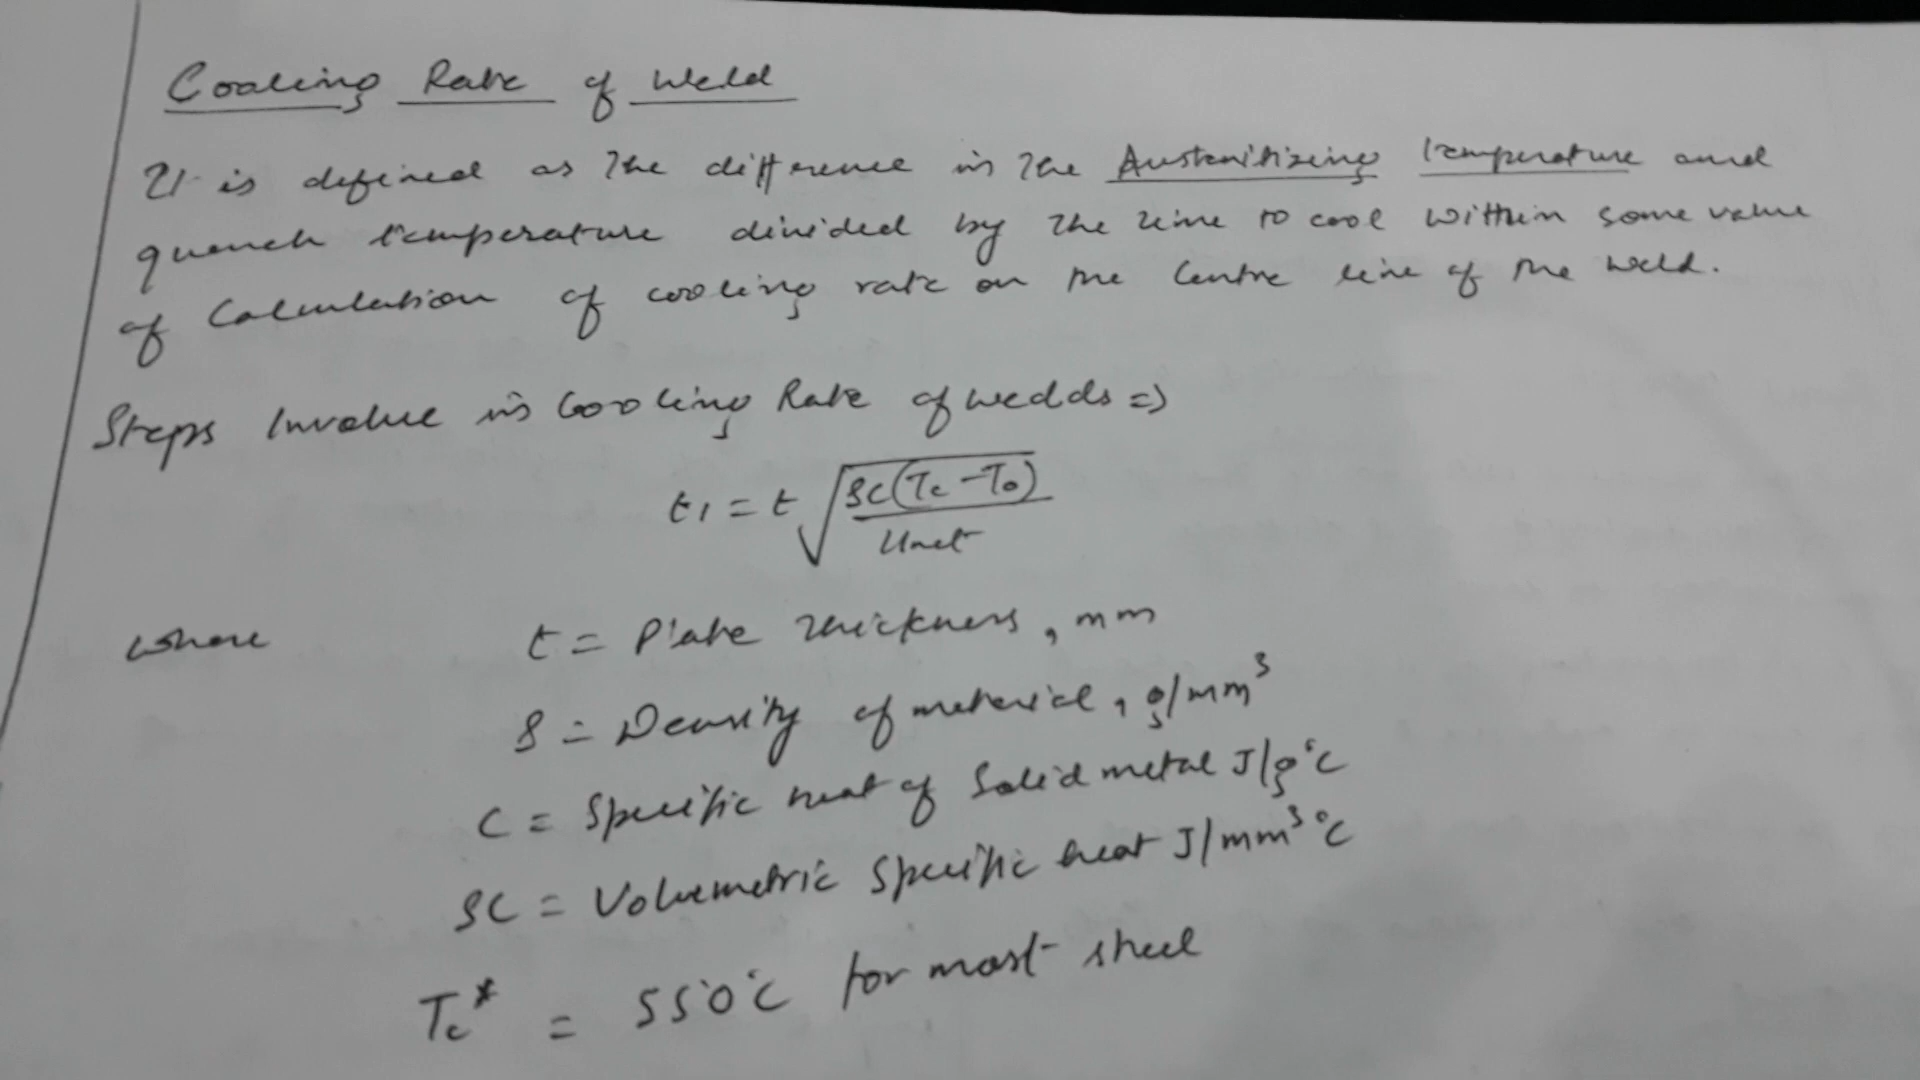 Cooling Rate of Weld
It is defined as the difference in the Austenitizing temperature and
quench temperature divided by the time to cool within some value
of Calculation of cooling rate on the Centre line of the weld.
Steps Involve in Cooling Rate of wedds ⇒
t1 = t √(ρc(Tc - To) / Hnet)
where t = Plate thickness, mm
ρ = Density of material, g/mm³
C = Specific heat of Solid metal J/g°C
ρC = Volumetric Specific heat J/mm³°C
Tc* = 550°C for most steel